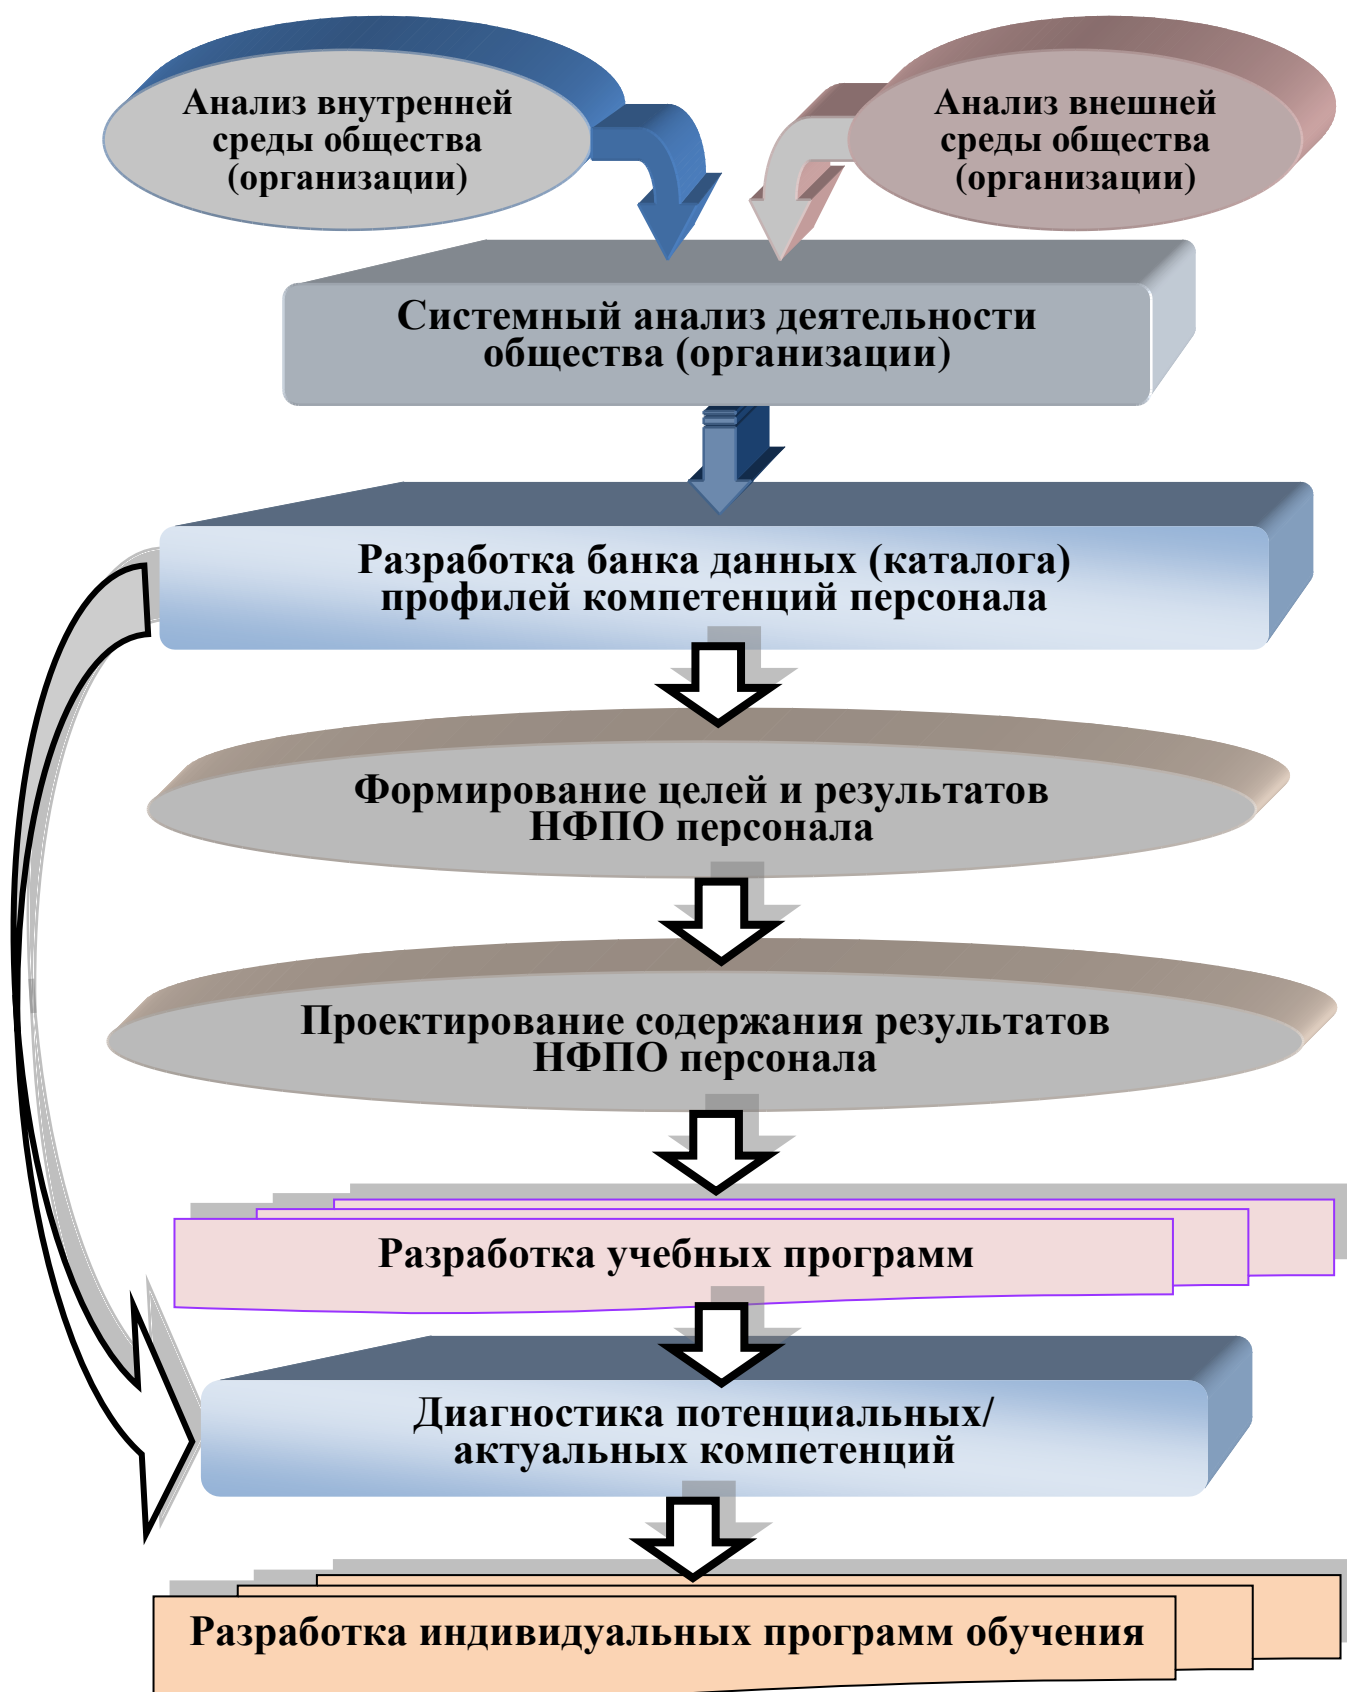 Анализ внутренней
среды общества
(организации)
Анализ внешней
среды общества
(организации)
Системный анализ деятельности
общества (организации)
Разработка банка данных (каталога)
профилей компетенций персонала
Формирование целей и результатов
НФПО персонала
Проектирование содержания результатов
НФПО персонала
Разработка учебных программ
Диагностика потенциальных/
актуальных компетенций
Разработка индивидуальных программ обучения